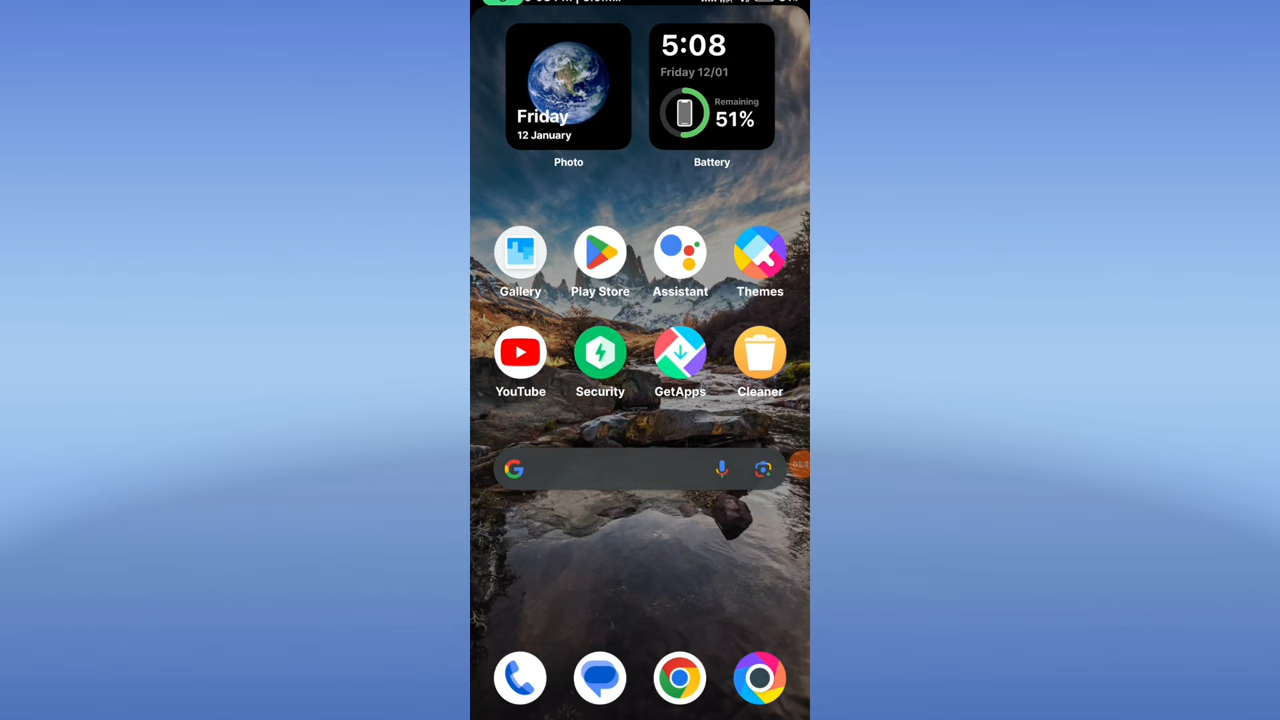 5:08
Friday 12/01
Remaining
51%
Friday
12 January
Photo
Battery
Gallery
Play Store
Assistant
Themes
YouTube
Security
GetApps
Cleaner